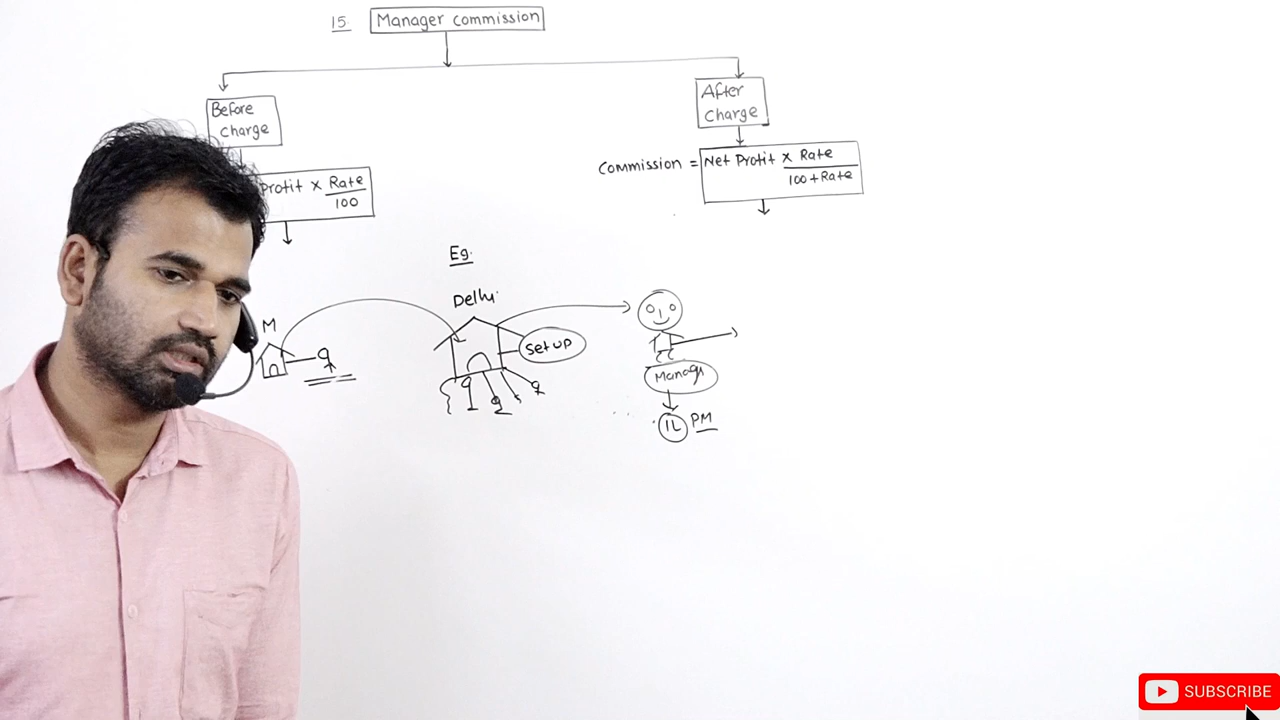 15. Manager commission
Before
charge
After
charge
Profit × Rate
100
Commission = Net Profit × Rate
100 + Rate
Eg.
Delhi
M
Set up
1L PM
SUBSCRIBE